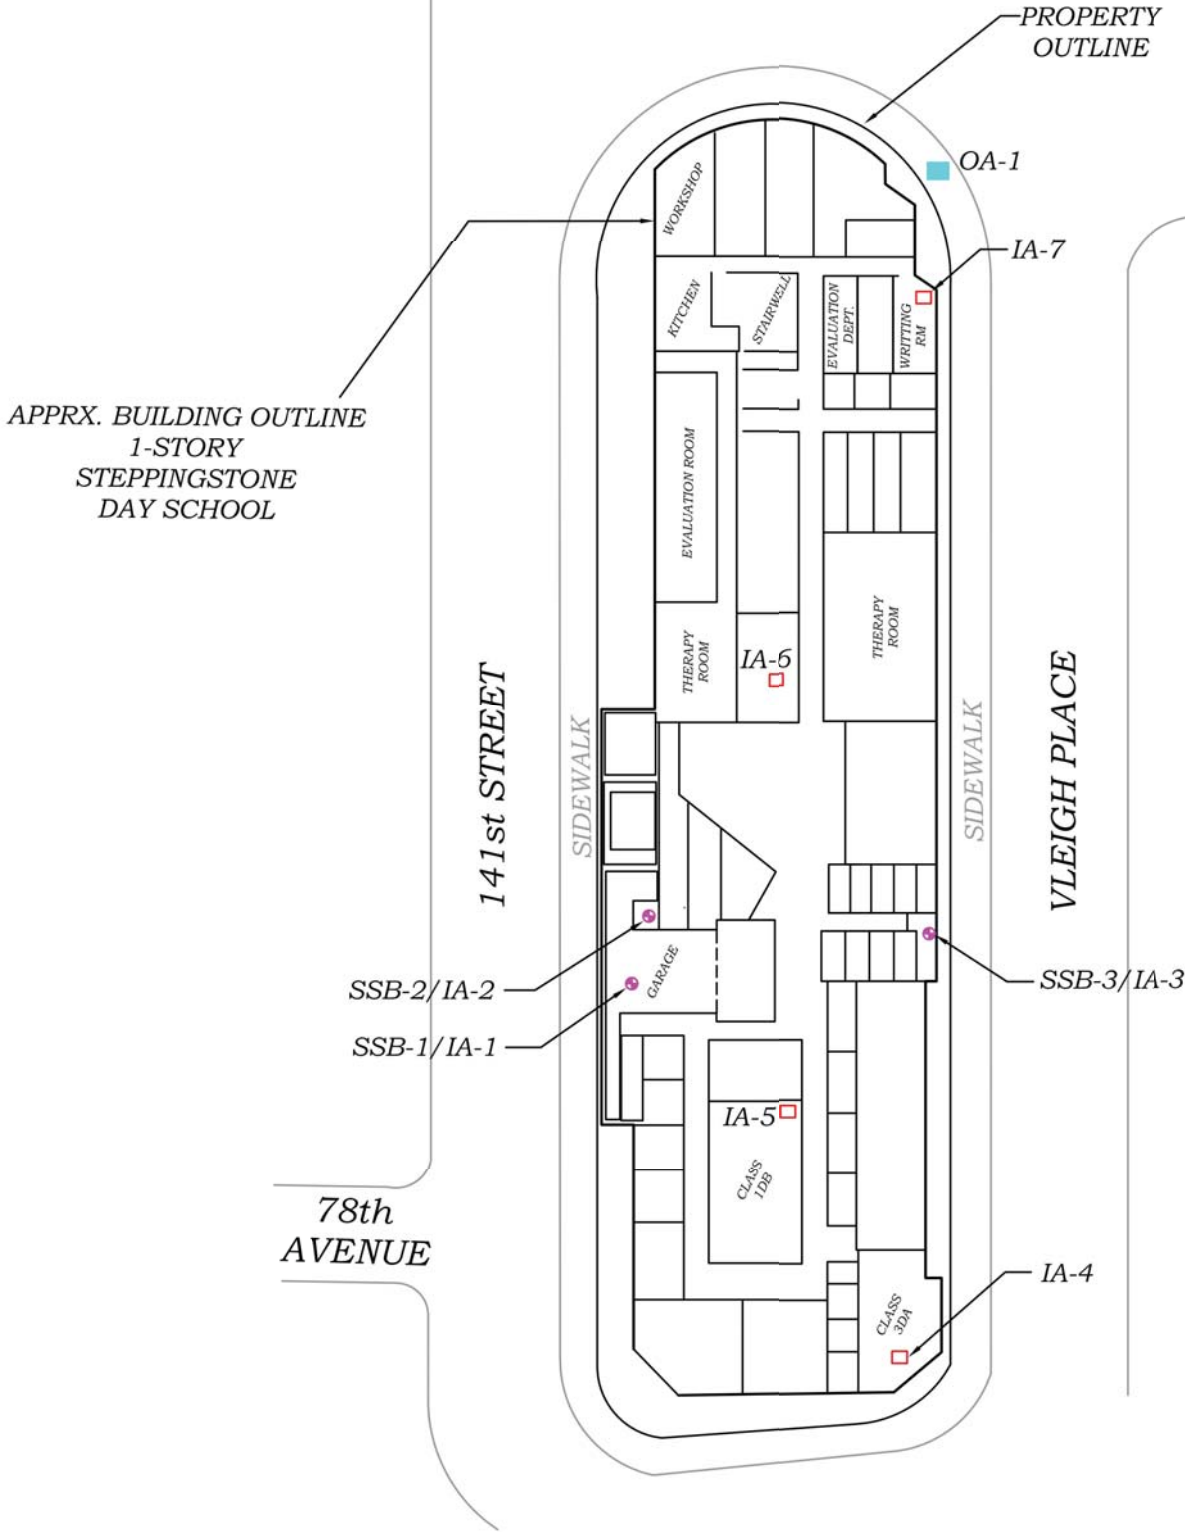 PROPERTY
OUTLINE
OA-1
WORKSHOP
IA-7
KITCHEN
STAIRWELL
EVALUATION
DEPT.
WRITTING
RM
APPRX. BUILDING OUTLINE
1-STORY
STEPPINGSTONE
DAY SCHOOL
EVALUATION ROOM
THERAPY
ROOM
THERAPY
ROOM
IA-6
141st STREET
SIDEWALK
SIDEWALK
VLEIGH PLACE
GARAGE
SSB-2/IA-2
SSB-3/IA-3
SSB-1/IA-1
IA-5
CLASS
1DB
78th
AVENUE
IA-4
CLASS
3DA